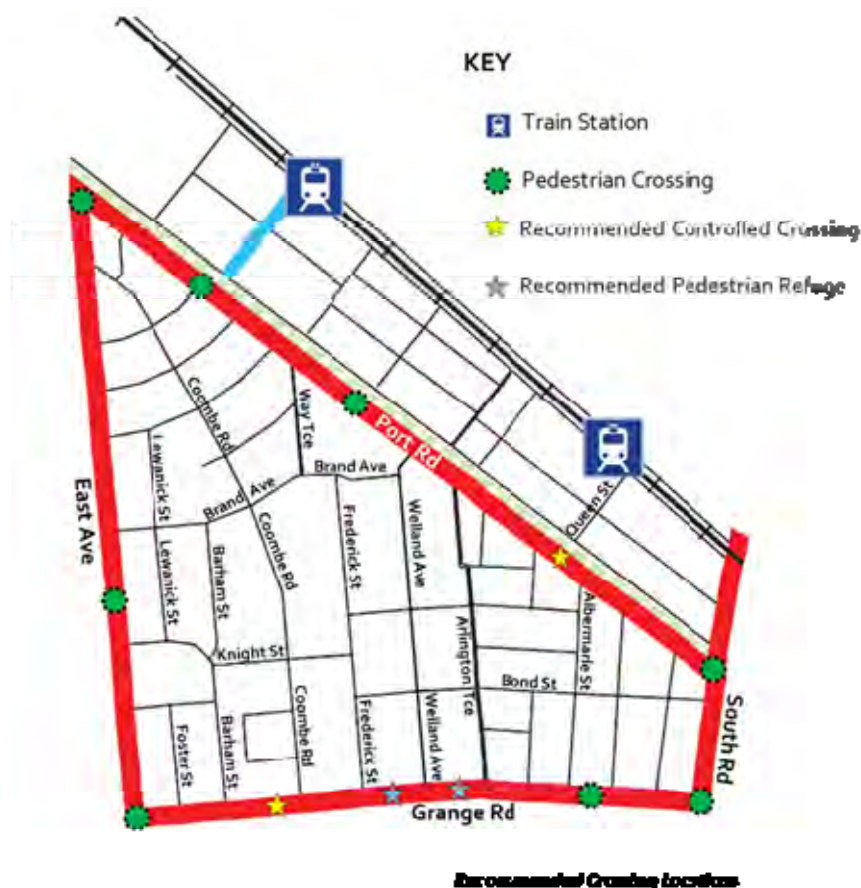 KEY
Train Station
Pedestrian Crossing
Recommended Controlled Crossing
Recommended Pedestrian Refuge
Coombe Rd
Way Tce
Port Rd
Lewanick St
Brand Ave
Brand Ave
East Ave
Queen St
Coombe Rd
Frederick St
Welland Ave
Lewanick St
Barham St
Albermarle St
Arlington Tce
Knight St
Bond St
Coombe Rd
Frederick St
Welland Ave
South Rd
Foster St
Barham St
Grange Rd
Recommended Crossing Locations